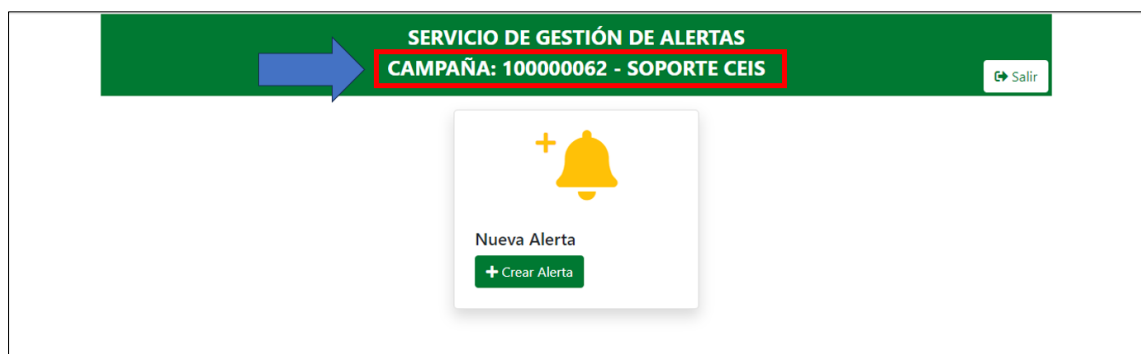 SERVICIO DE GESTIÓN DE ALERTAS
CAMPAÑA: 100000062 - SOPORTE CEIS
Salir
Nueva Alerta
+ Crear Alerta